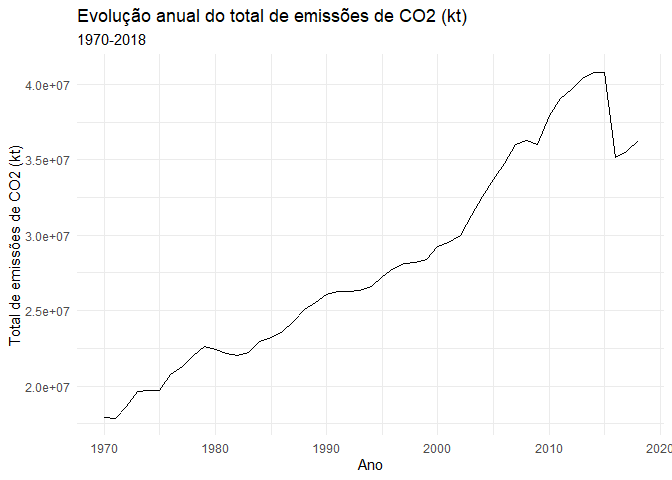 Evolução anual do total de emissões de CO2 (kt)
1970-2018
Total de emissões de CO2 (kt)
4.0e+07
3.5e+07
3.0e+07
2.5e+07
2.0e+07
1970 1980 1990 2000 2010 2020
Ano